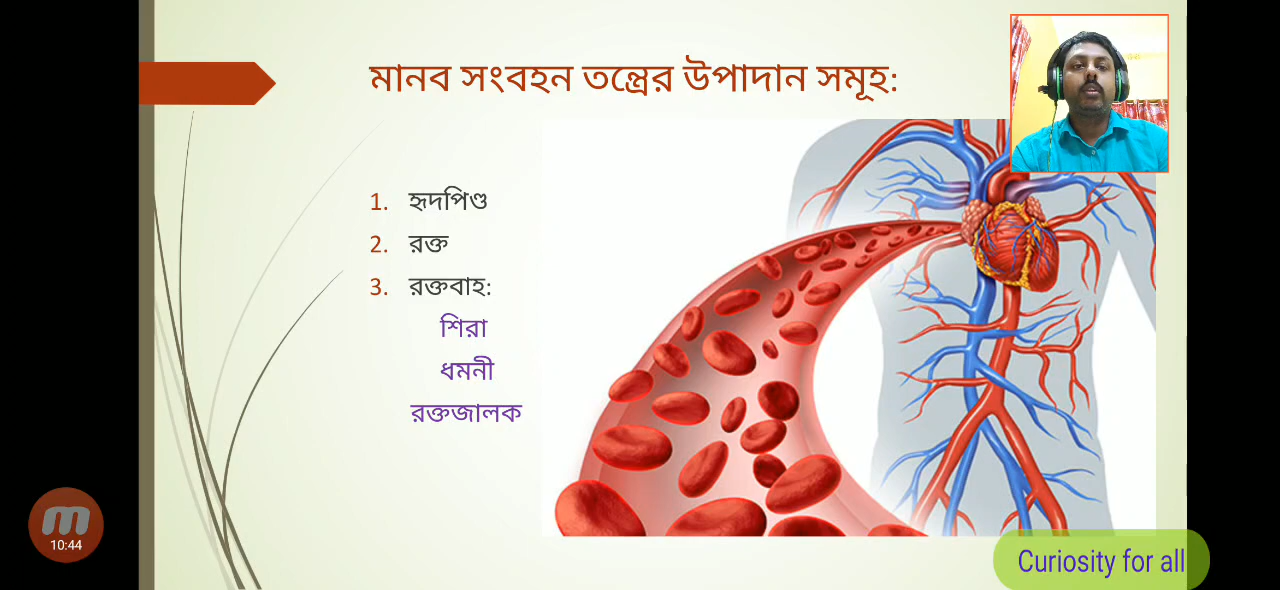 মানব সংবহন তন্ত্রের উপাদান সমূহ:
1. হৃদপিণ্ড
2. রক্ত
3. রক্তবাহ:
শিরা
ধমনী
রক্তজালক
m
10:44
Curiosity for all